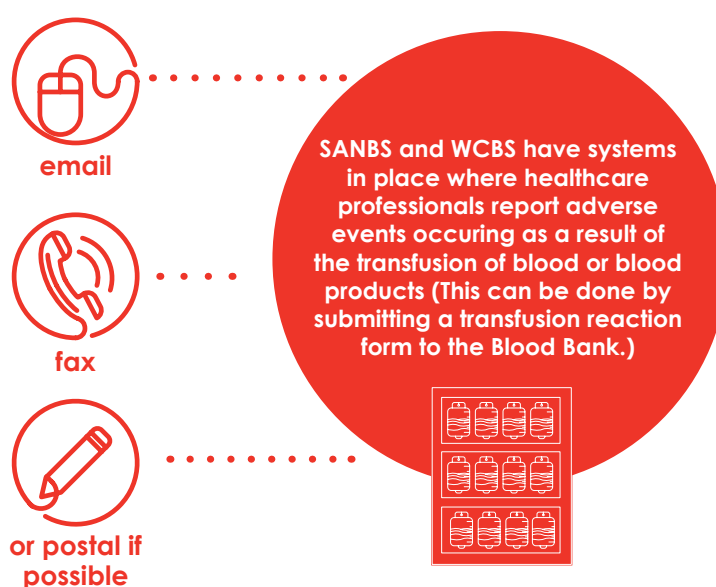 email
fax
or postal if
possible
SANBS and WCBS have systems
in place where healthcare
professionals report adverse
events occuring as a result of
the transfusion of blood or blood
products (This can be done by
submitting a transfusion reaction
form to the Blood Bank.)